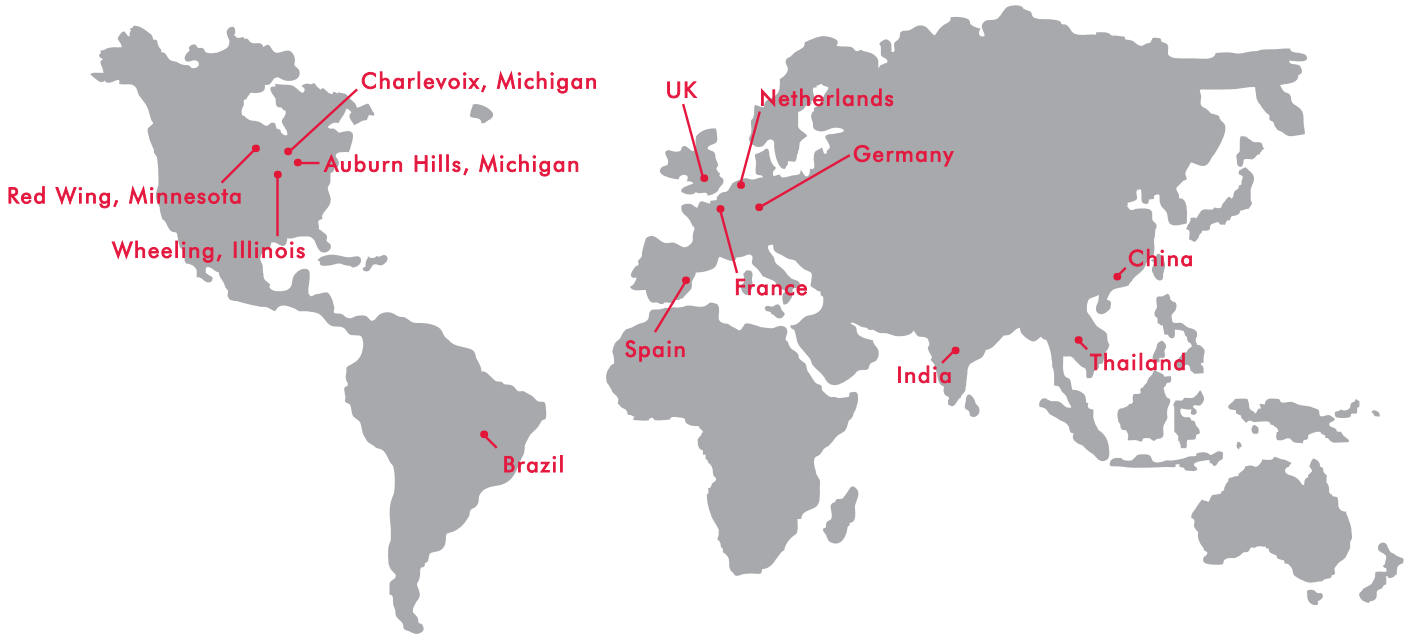 Charlevoix, Michigan
UK
Netherlands
Auburn Hills, Michigan
Germany
Red Wing, Minnesota
Wheeling, Illinois
China
France
Spain
Thailand
India
Brazil